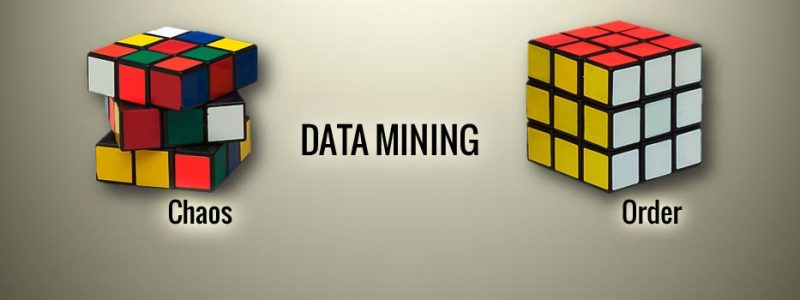 DATA MINING
Chaos
Order